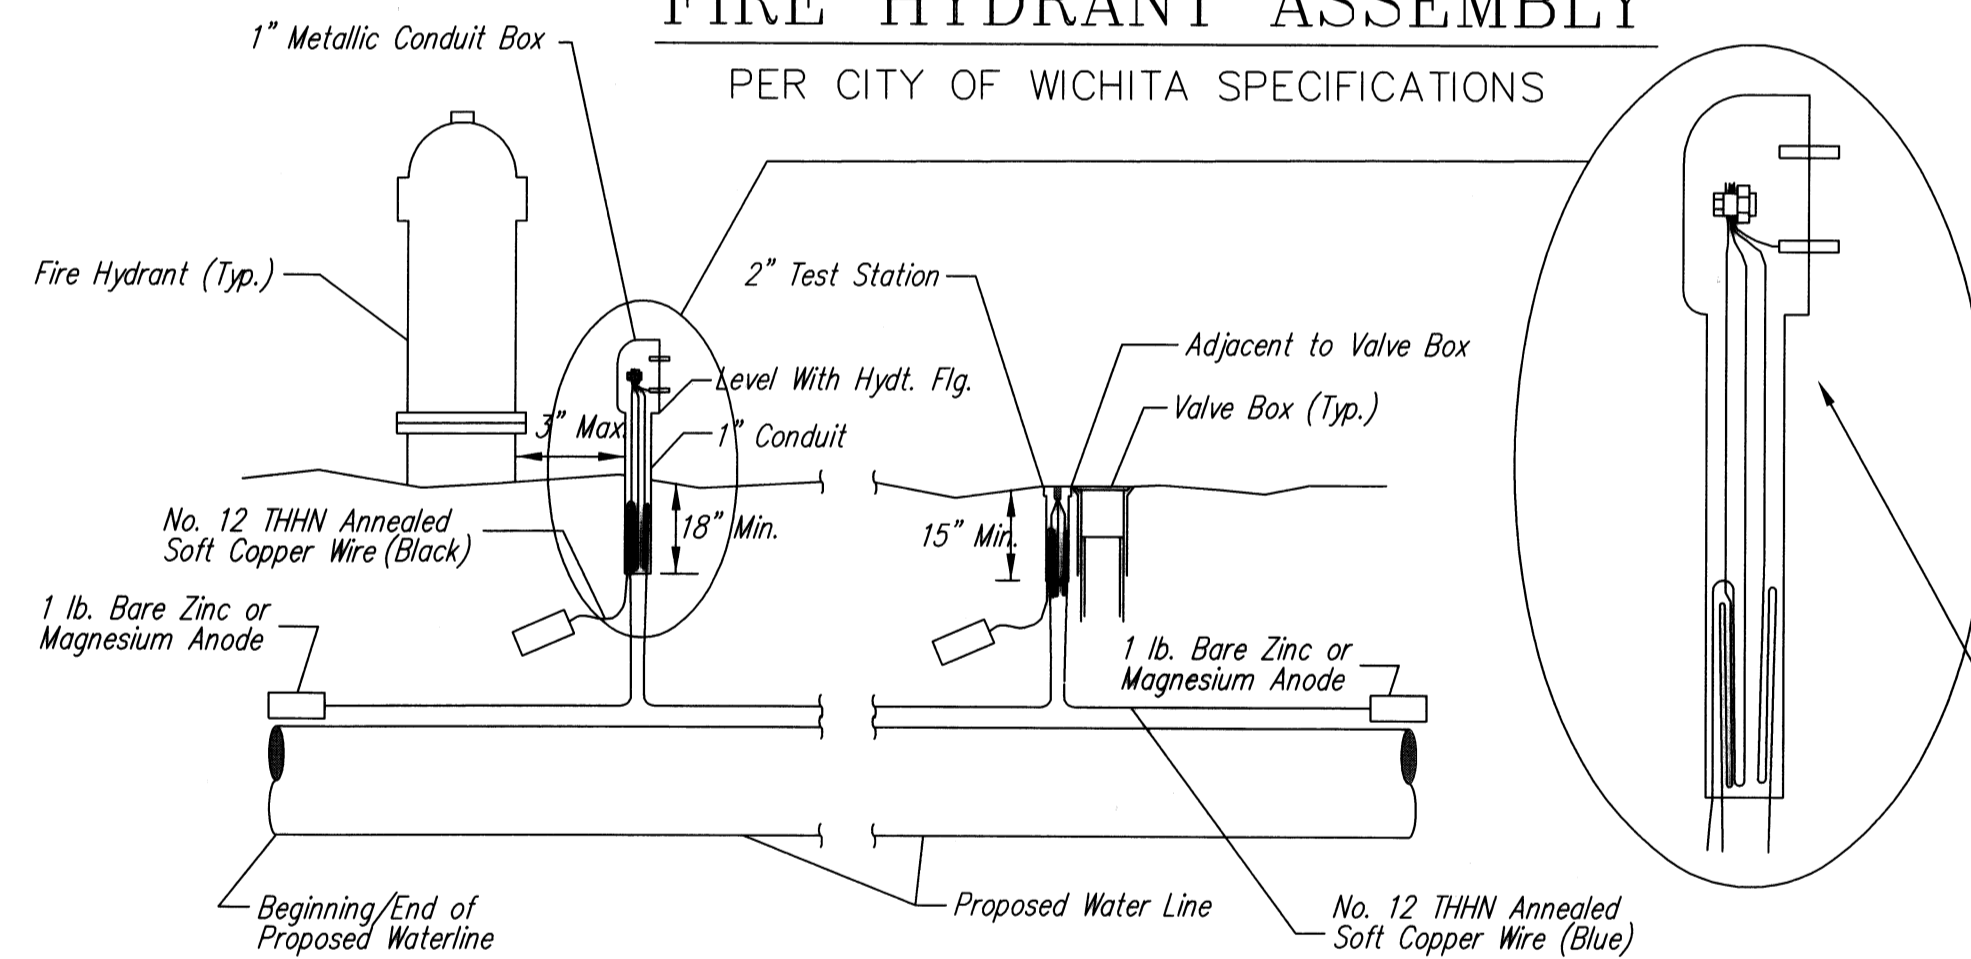 FIRE HYDRANT ASSEMBLY
PER CITY OF WICHITA SPECIFICATIONS
1" Metallic Conduit Box
Fire Hydrant (Typ.)
2" Test Station
Adjacent to Valve Box
Level With Hydt. Flg.
Valve Box (Typ.)
3" Max.
1" Conduit
No. 12 THHN Annealed
Soft Copper Wire (Black)
18" Min.
15" Min.
1 lb. Bare Zinc or
Magnesium Anode
1 lb. Bare Zinc or
Magnesium Anode
Beginning/End of
Proposed Waterline
Proposed Water Line
No. 12 THHN Annealed
Soft Copper Wire (Blue)